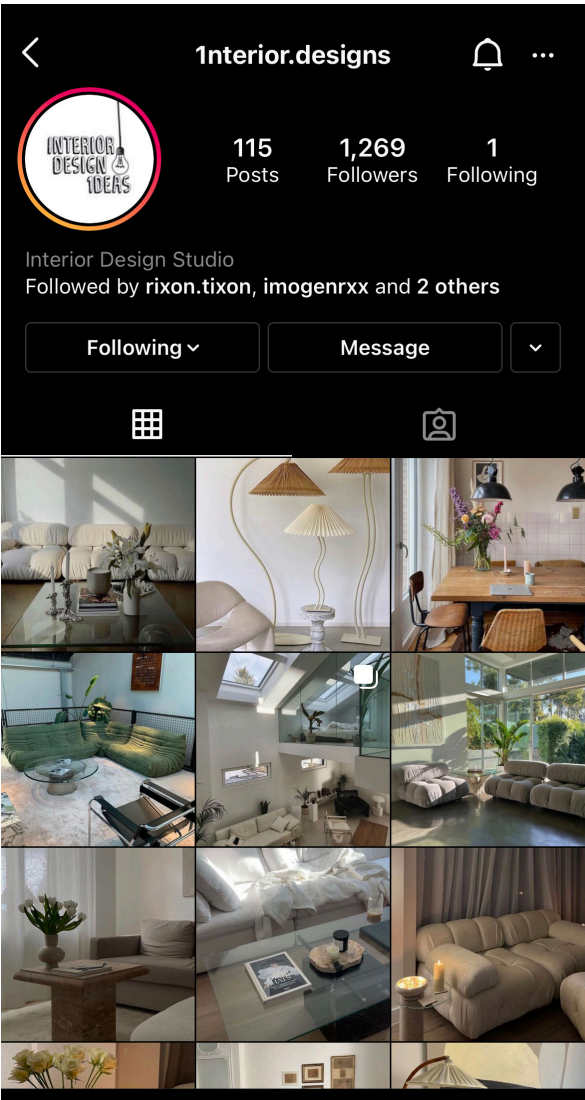 1nterior.designs
INTERIOR
DESIGN
1DEAS
115
Posts
1,269
Followers
1
Following
Interior Design Studio
Followed by rixon.tixon, imogenrxx and 2 others
Following
Message